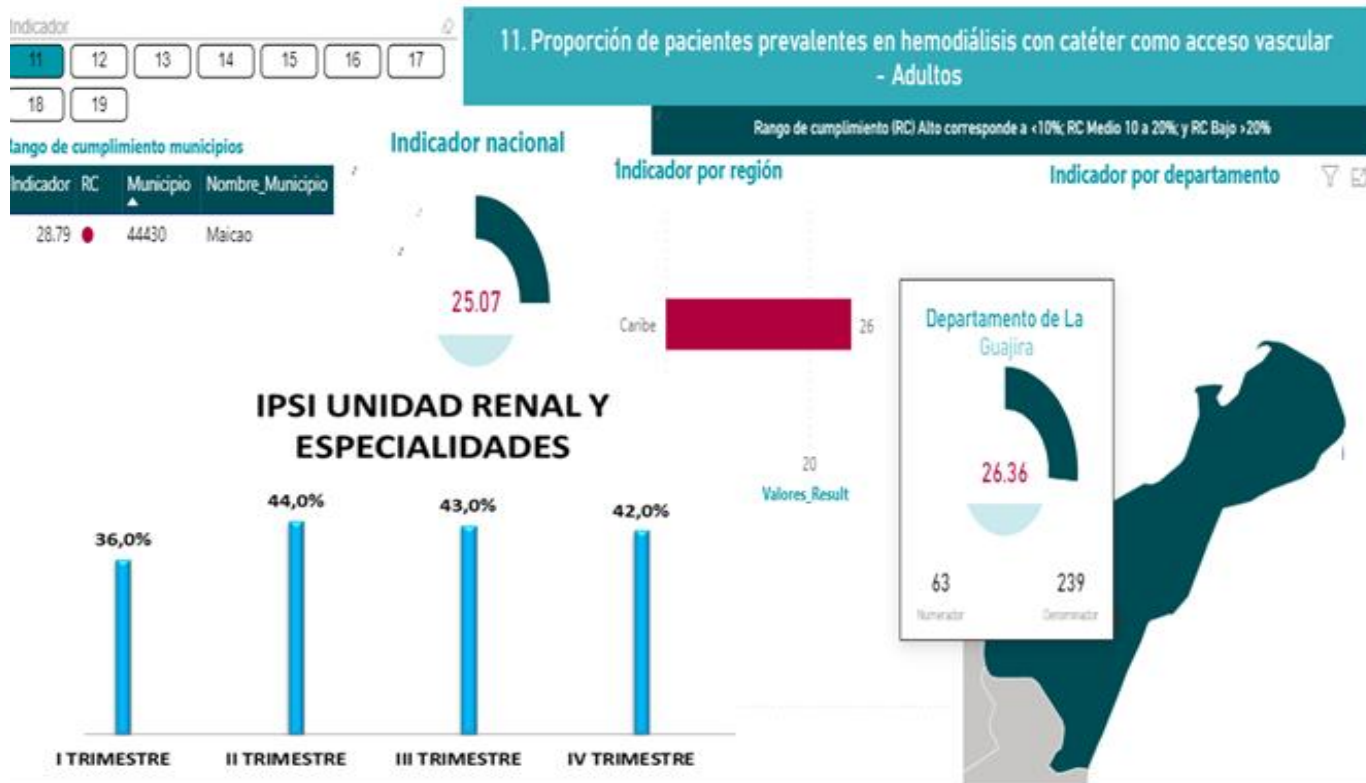 Indicador
11 12 13 14 15 16 17
18 19
11. Proporción de pacientes prevalentes en hemodiálisis con catéter como acceso vascular
- Adultos
Rango de cumplimiento (RC) Alto corresponde a <10%; RC Medio 10 a 20%; y RC Bajo >20%
Rango de cumplimiento municipios
Indicador RC Municipio Nombre_Municipio
28.79 44430 Maicao
Indicador nacional
25.07
Indicador por región
Caribe 26
20
Valores_Result
Indicador por departamento
Departamento de La
Guajira
26.36
63 239
Numerador Denominador
IPSI UNIDAD RENAL Y
ESPECIALIDADES
36,0% 44,0% 43,0% 42,0%
I TRIMESTRE II TRIMESTRE III TRIMESTRE IV TRIMESTRE